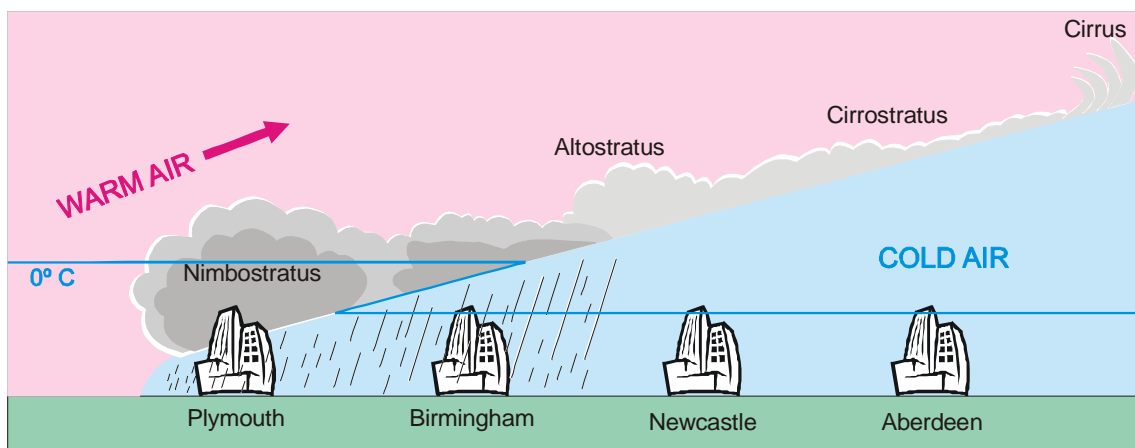 Cirrus
Cirrostratus
Altostratus
WARM AIR
COLD AIR
0º C
Nimbostratus
Plymouth
Birmingham
Newcastle
Aberdeen